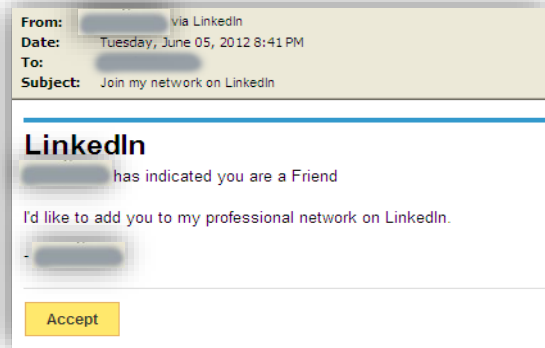 From: via LinkedIn
Date: Tuesday, June 05, 2012 8:41 PM
To:
Subject: Join my network on LinkedIn
LinkedIn
has indicated you are a Friend
I'd like to add you to my professional network on LinkedIn.
-
Accept